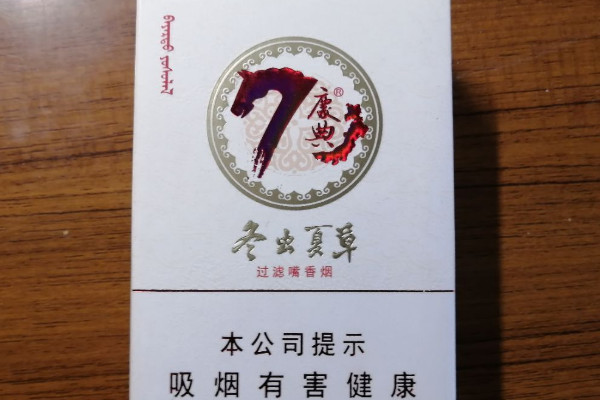 70
庆典®
冬虫夏草
过滤嘴香烟
本公司提示
吸烟有害健康